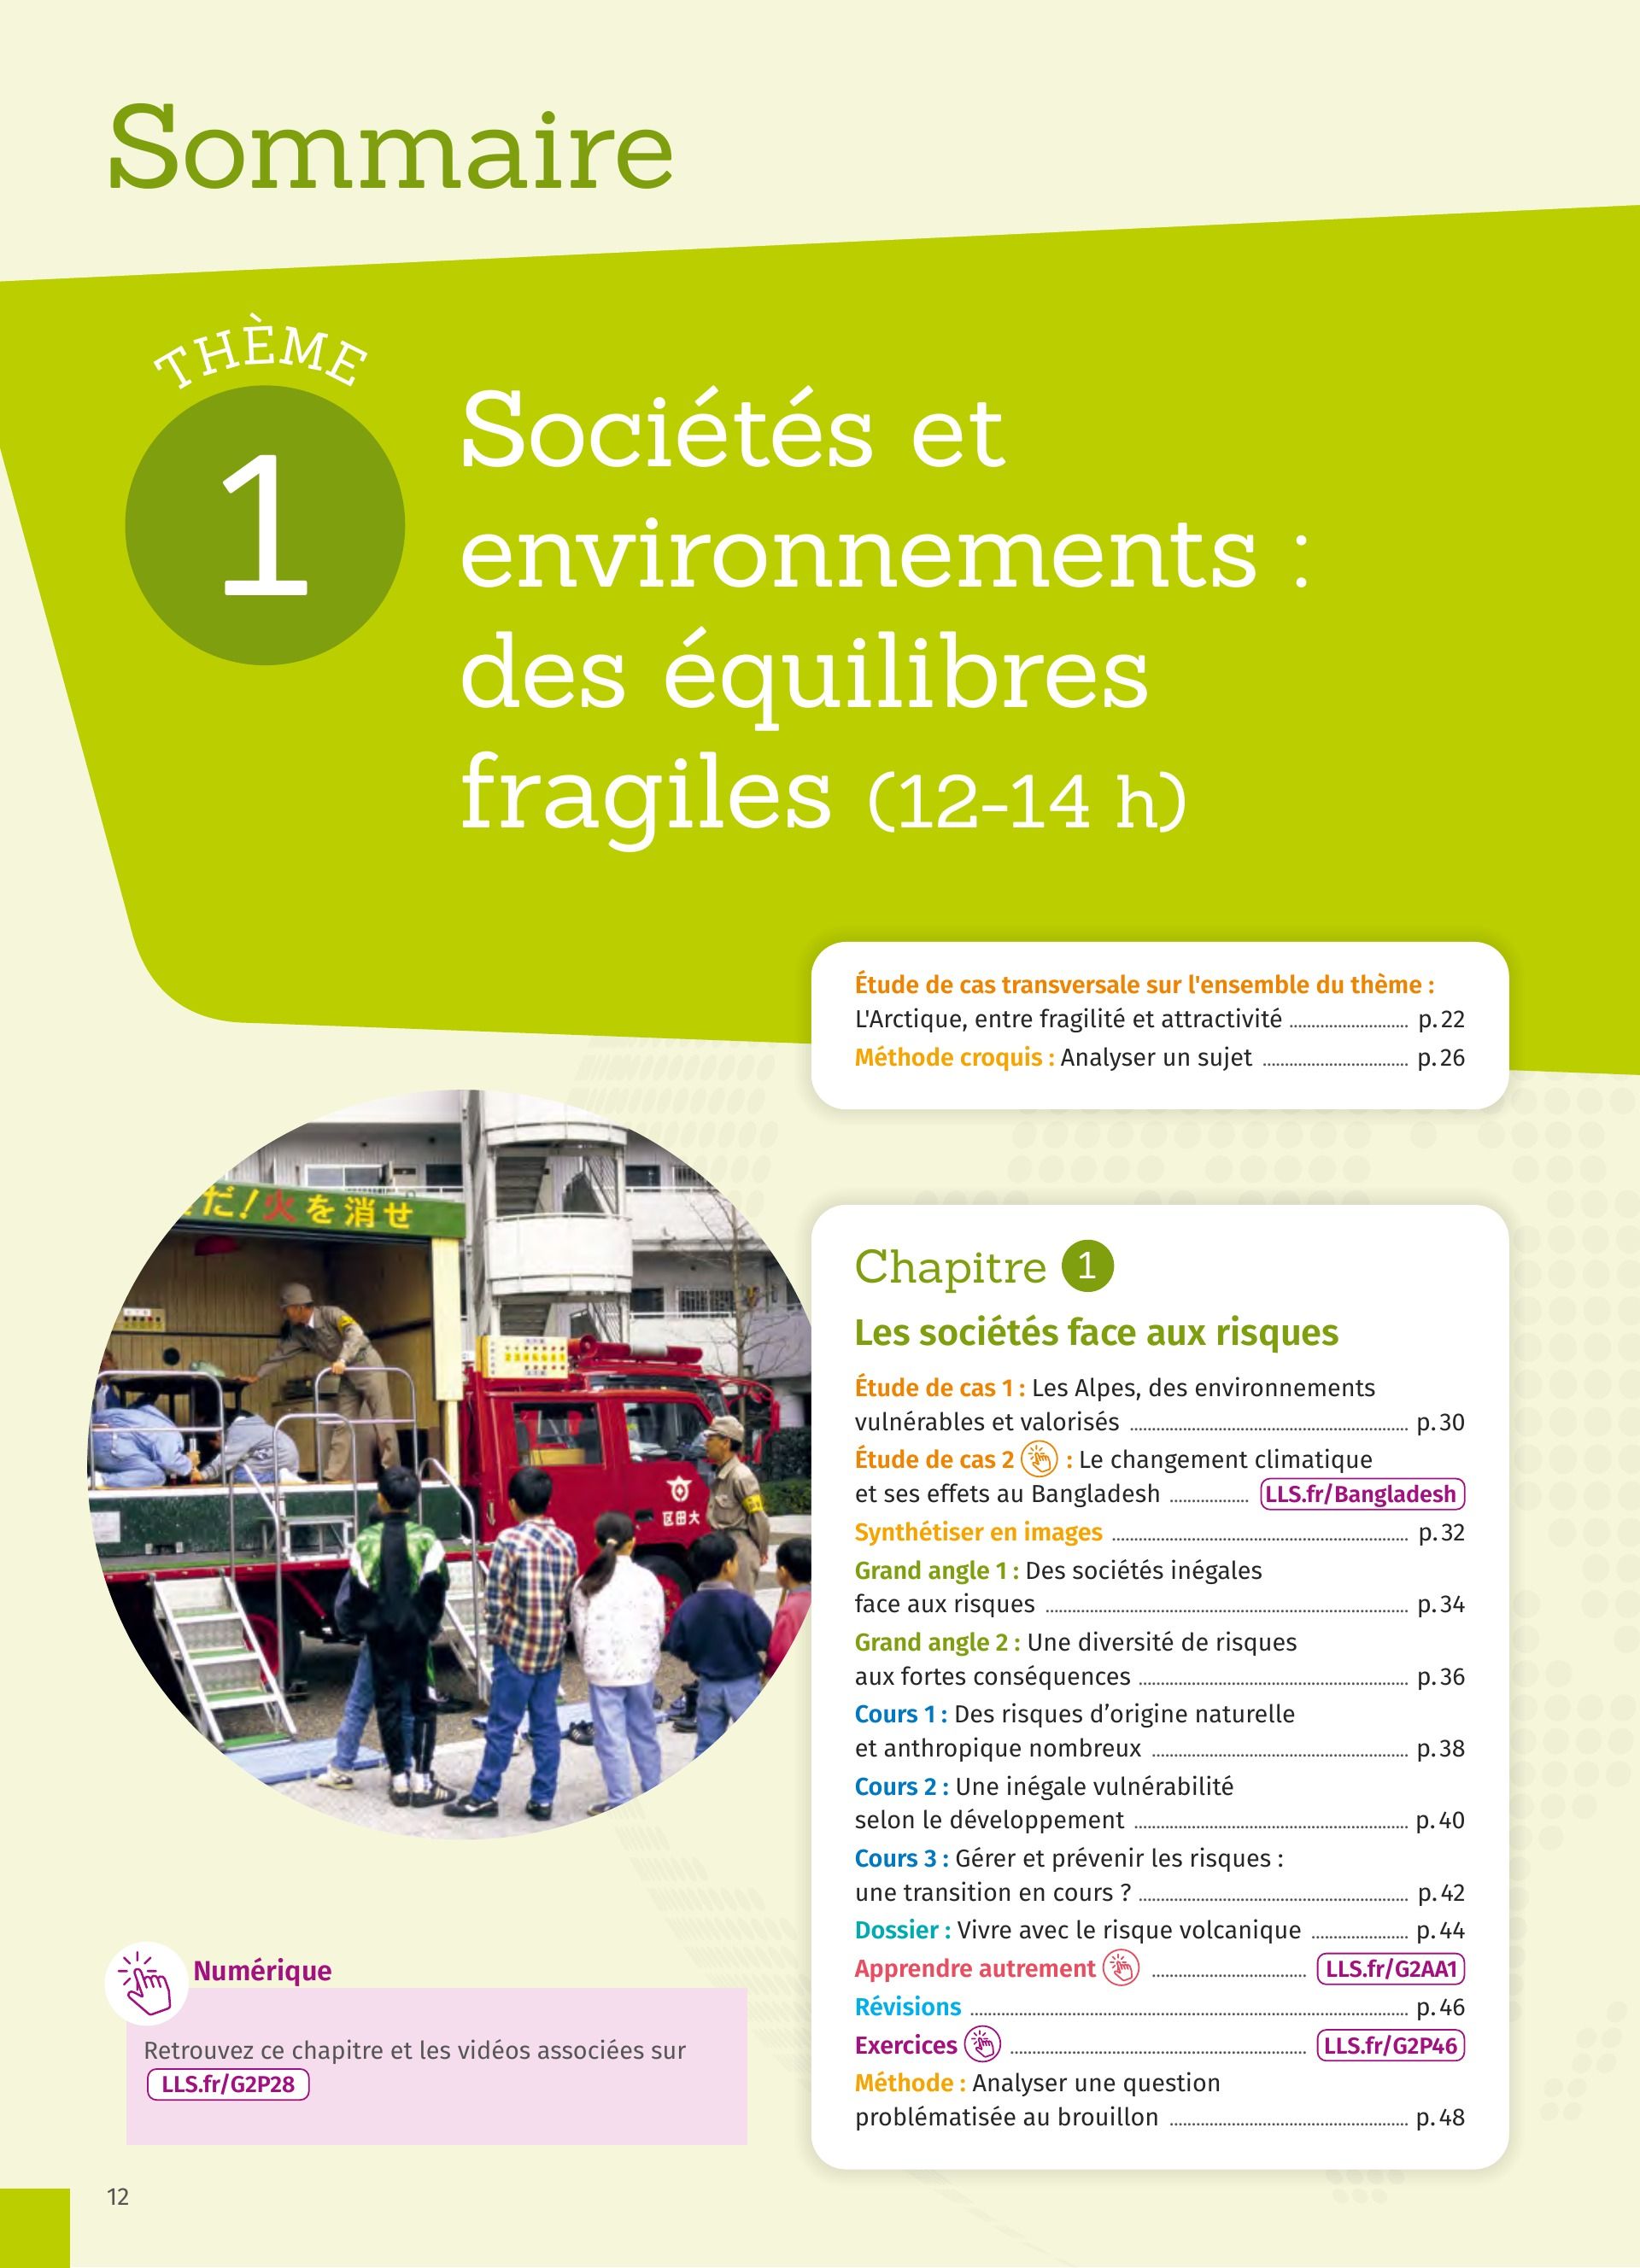 Sommaire
THÈME
1
Sociétés et
environnements :
des équilibres
fragiles (12-14 h)
Étude de cas transversale sur l'ensemble du thème :
L'Arctique, entre fragilité et attractivité p. 22
Méthode croquis : Analyser un sujet p. 26
だ!火を消せ
区田大
Chapitre 1
Les sociétés face aux risques
Étude de cas 1 : Les Alpes, des environnements
vulnérables et valorisés p. 30
Étude de cas 2 : Le changement climatique
et ses effets au Bangladesh LLS.fr/Bangladesh
Synthétiser en images p. 32
Grand angle 1 : Des sociétés inégales
face aux risques p. 34
Grand angle 2 : Une diversité de risques
aux fortes conséquences p. 36
Cours 1 : Des risques d’origine naturelle
et anthropique nombreux p. 38
Cours 2 : Une inégale vulnérabilité
selon le développement p. 40
Cours 3 : Gérer et prévenir les risques :
une transition en cours ? p. 42
Dossier : Vivre avec le risque volcanique p. 44
Apprendre autrement LLS.fr/G2AA1
Révisions p. 46
Exercices LLS.fr/G2P46
Méthode : Analyser une question
problématisée au brouillon p. 48
Numérique
Retrouvez ce chapitre et les vidéos associées sur
LLS.fr/G2P28
12